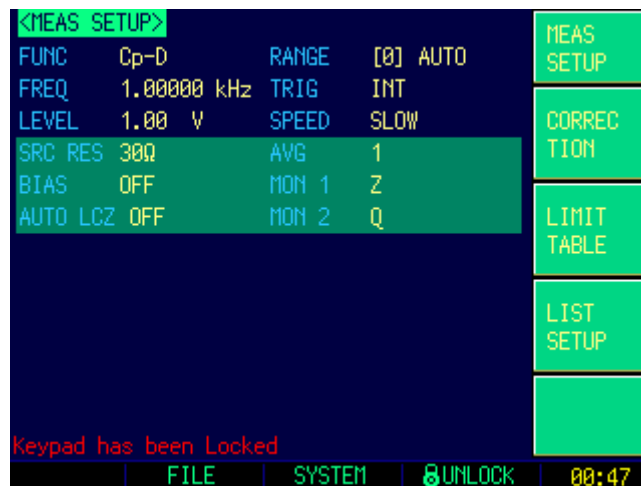 <MEAS SETUP>
FUNC Cp-D RANGE [0] AUTO
FREQ 1.00000 kHz TRIG INT
LEVEL 1.00 V SPEED SLOW
SRC RES 30Ω AVG 1
BIAS OFF MON 1 Z
AUTO LCZ OFF MON 2 Q
Keypad has been Locked
MEAS
SETUP
CORREC
TION
LIMIT
TABLE
LIST
SETUP
FILE SYSTEM UNLOCK 00:47